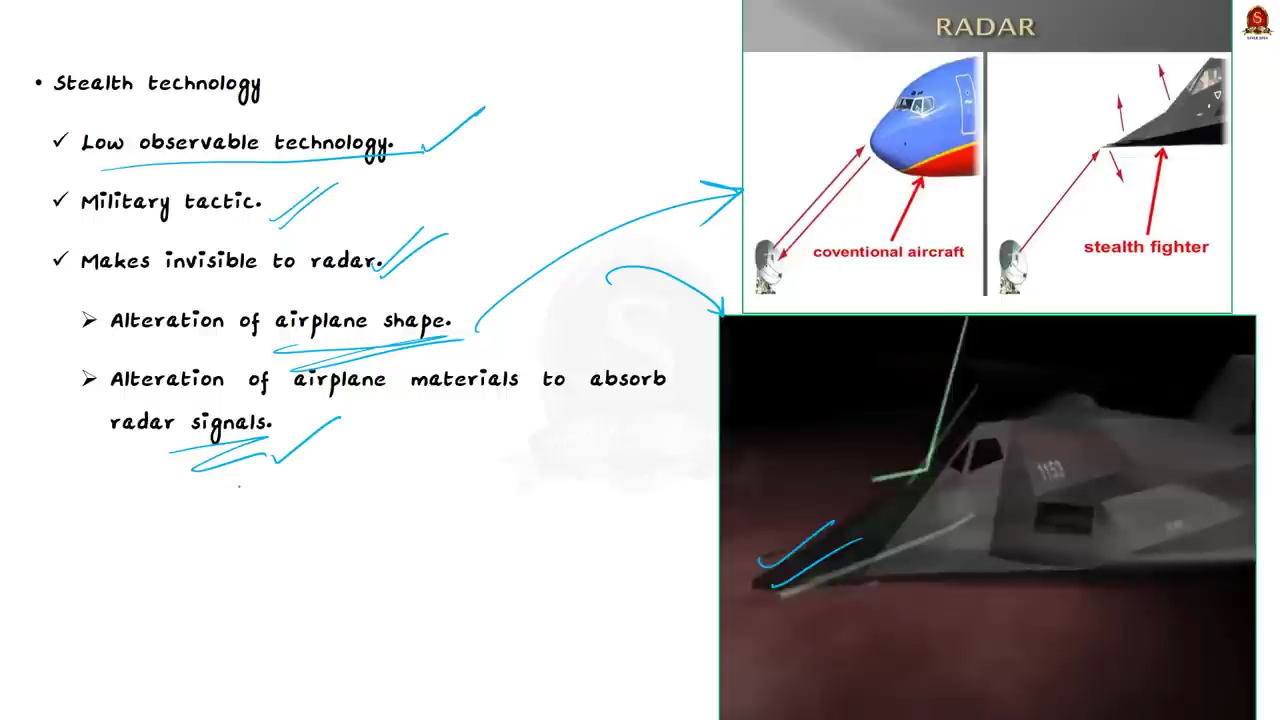 • Stealth technology
✓ Low observable technology.
✓ Military tactic.
✓ Makes invisible to radar.
➤ Alteration of airplane shape.
➤ Alteration of airplane materials to absorb
radar signals.
RADAR
coventional aircraft
stealth fighter
1153
S